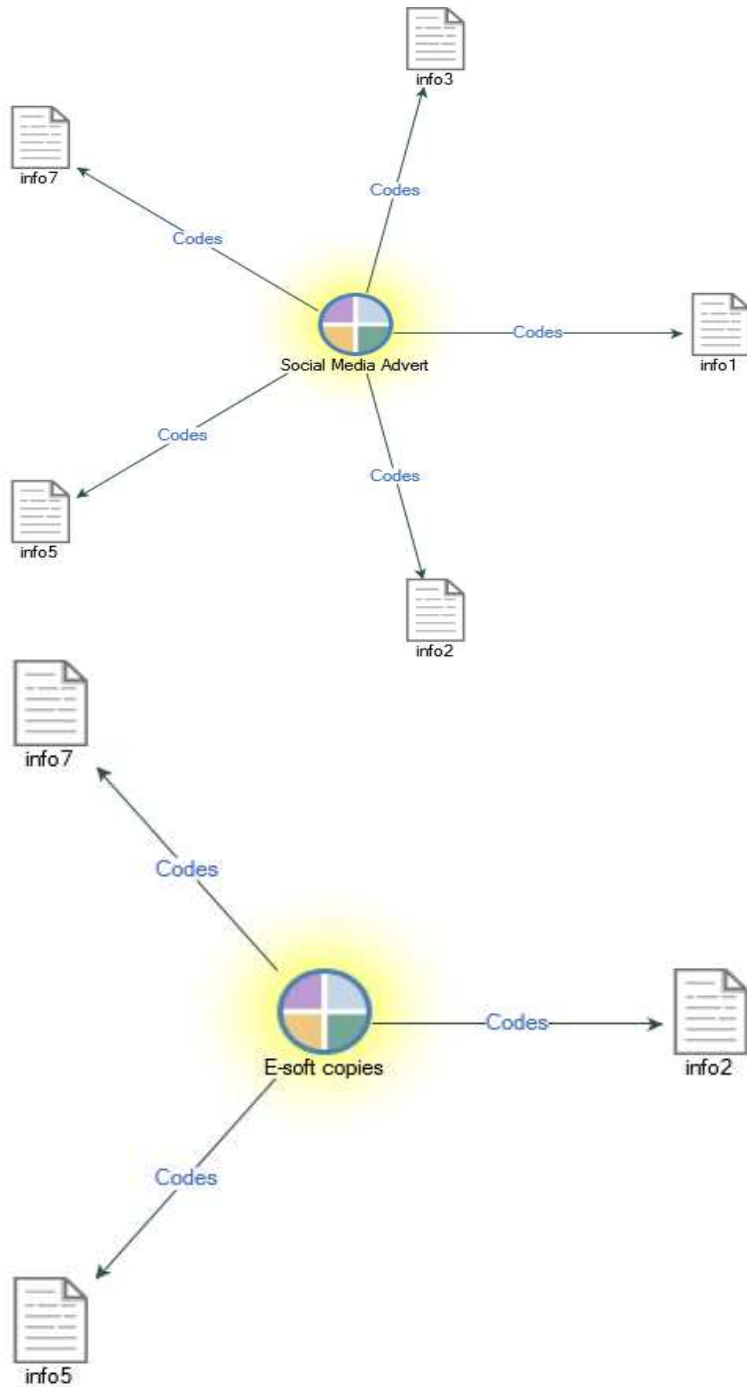 info3
info7
Codes
Codes
Codes
info1
Social Media Advert
Codes
Codes
info5
info2
info7
Codes
Codes
E-soft copies
info2
Codes
info5